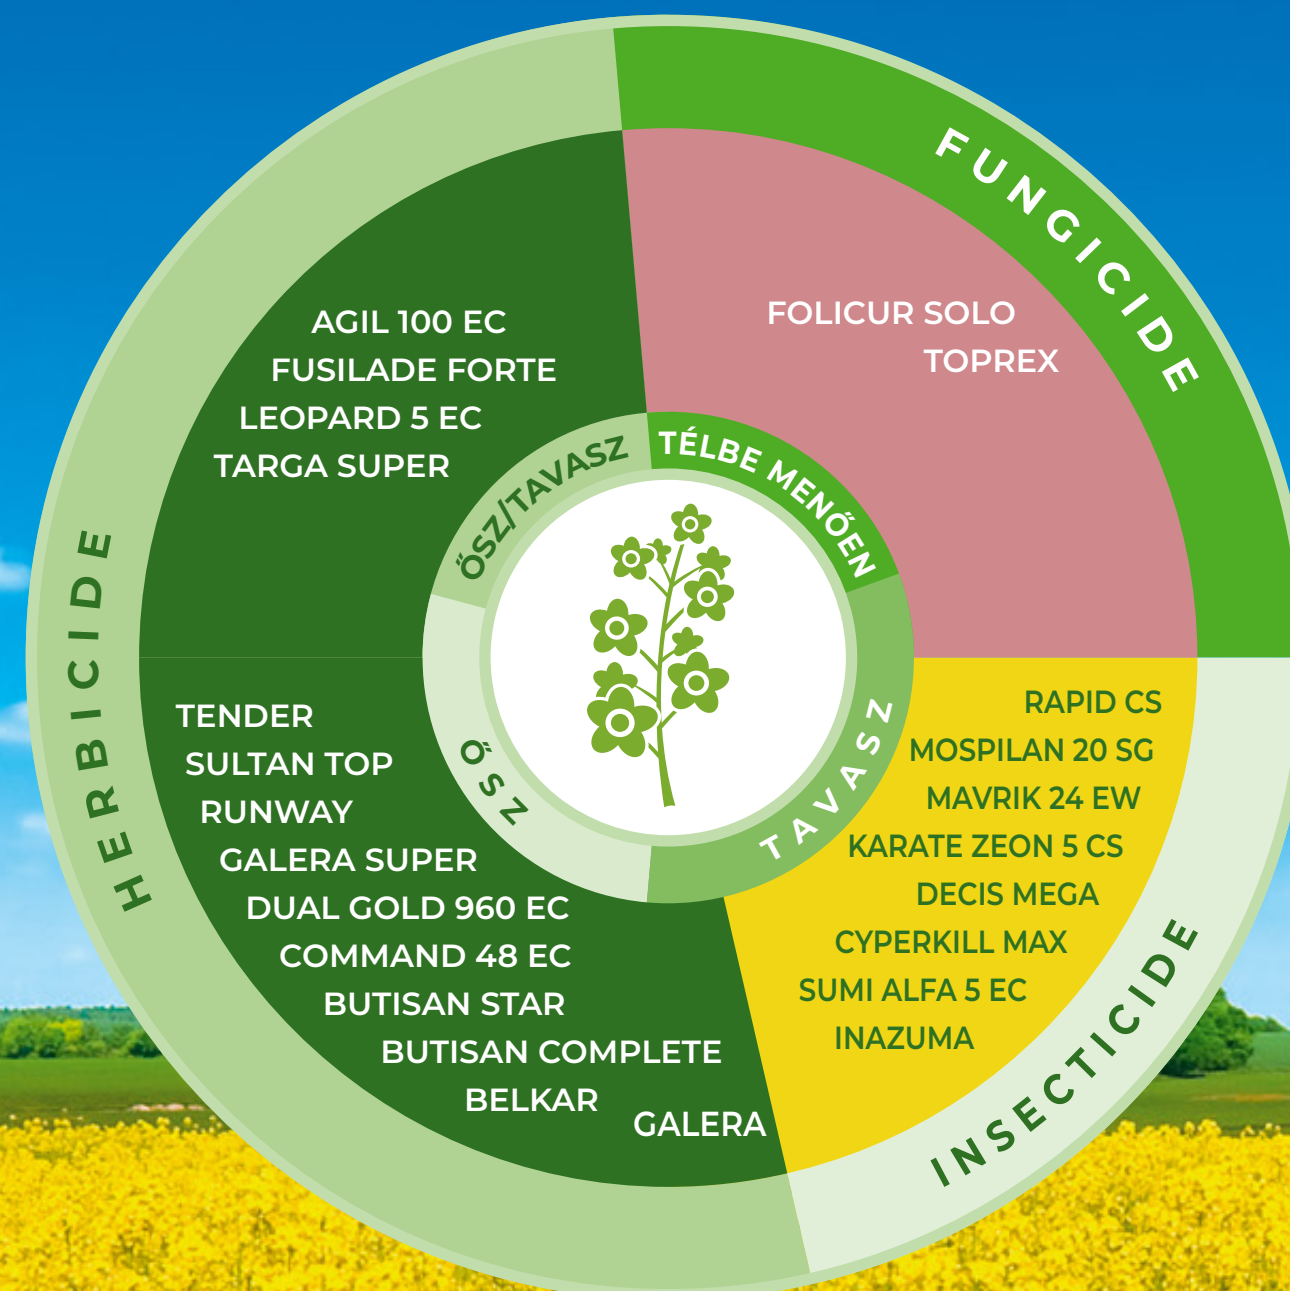 FUNGICIDE
FOLICUR SOLO
TOPREX
AGIL 100 EC
FUSILADE FORTE
LEOPARD 5 EC
TARGA SUPER
ŐSZ/TAVASZ
TÉLBE MENŐEN
HERBICIDE
TENDER
SULTAN TOP
RUNWAY
GALERA SUPER
DUAL GOLD 960 EC
COMMAND 48 EC
BUTISAN STAR
BUTISAN COMPLETE
BELKAR
GALERA
ŐSZ
TAVASZ
RAPID CS
MOSPILAN 20 SG
MAVRIK 24 EW
KARATE ZEON 5 CS
DECIS MEGA
CYPERKILL MAX
SUMI ALFA 5 EC
INAZUMA
INSECTICIDE